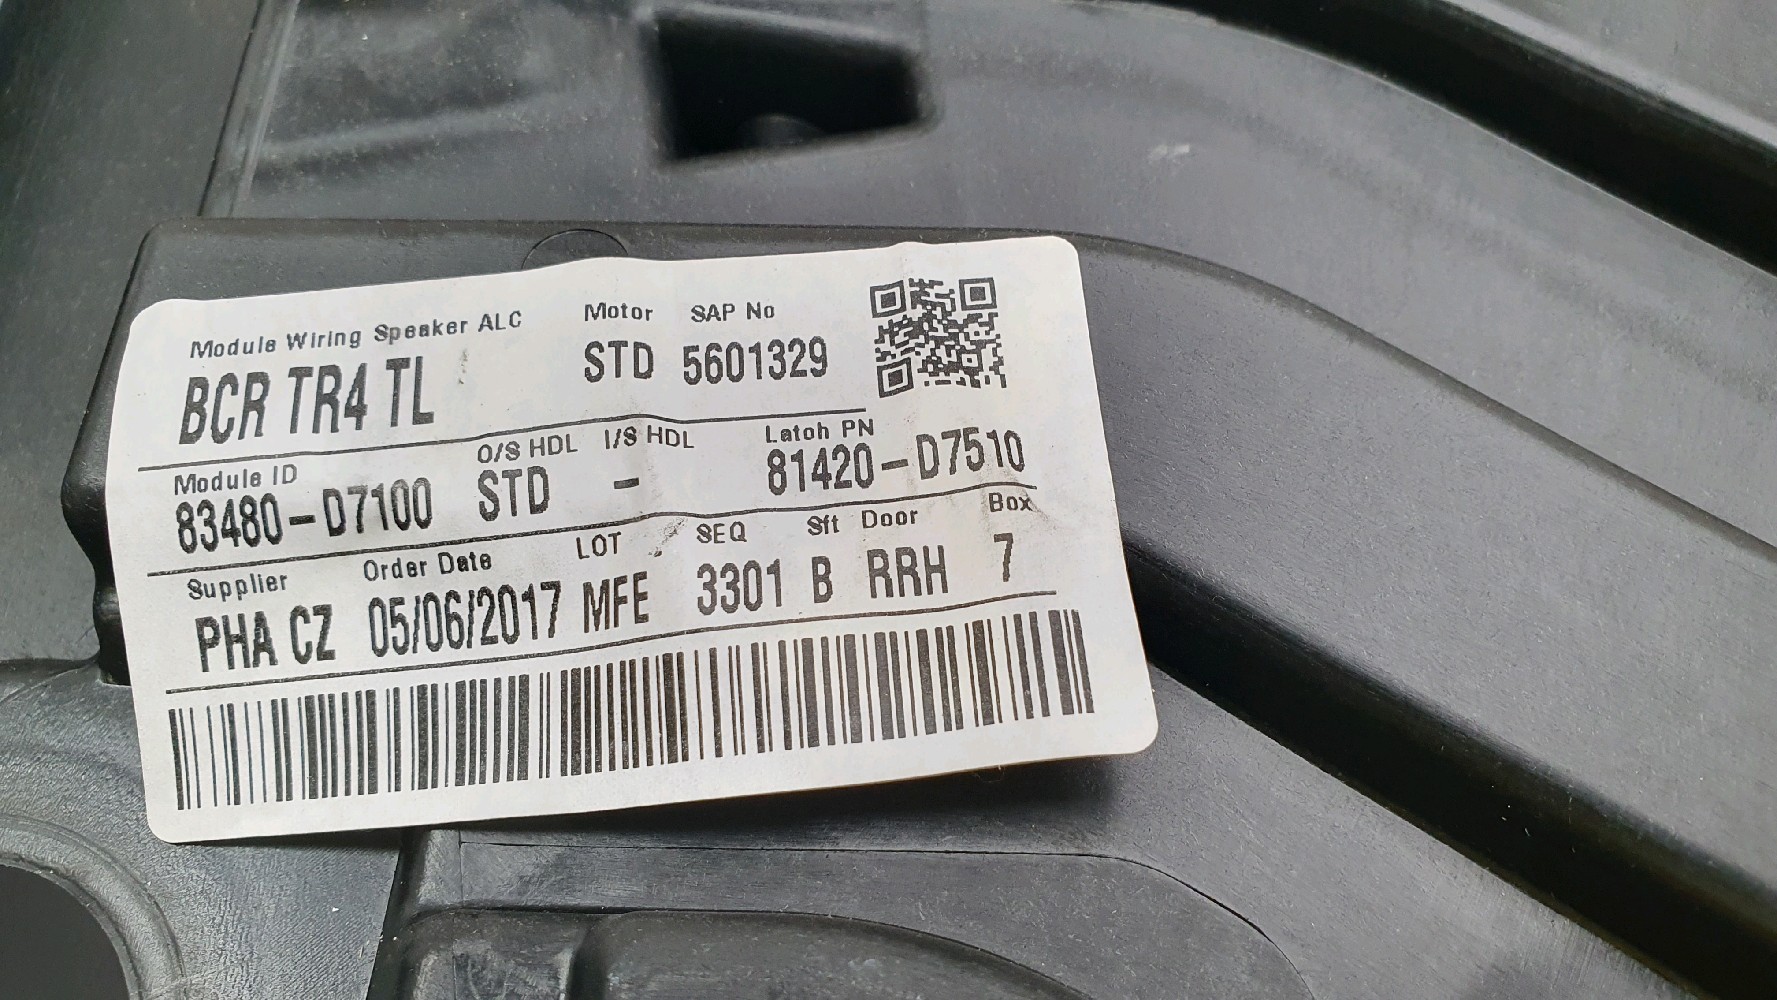 Module Wiring Speaker ALC Motor SAP No
BCR TR4 TL STD 5601329
Module ID O/S HDL I/S HDL Latch PN
83480-D7100 STD - 81420-D7510
Supplier Order Date LOT SEQ Sft Door Box
PHA CZ 05/06/2017 MFE 3301 B RRH 7